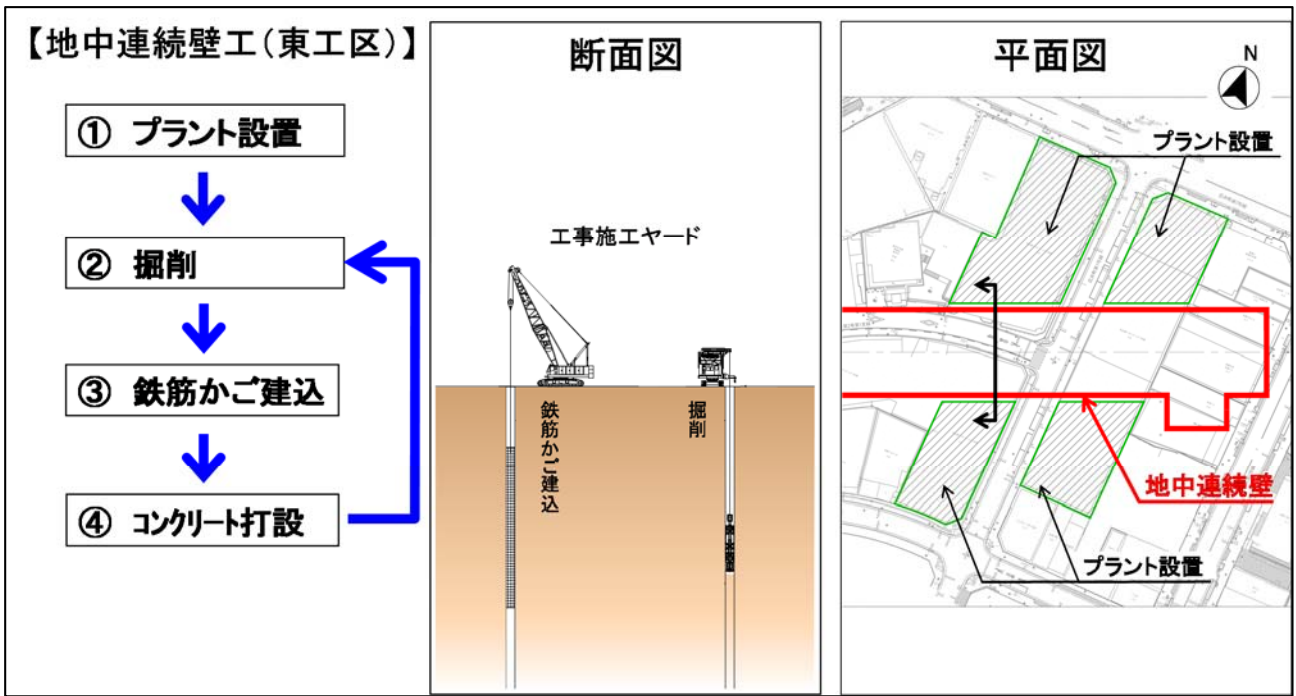 【地中連続壁工(東工区)】
① プラント設置
② 掘削
③ 鉄筋かご建込
④ コンクリート打設
断面図
工事施工ヤード
鉄筋かご建込
掘削
平面図
N
プラント設置
地中連続壁
プラント設置